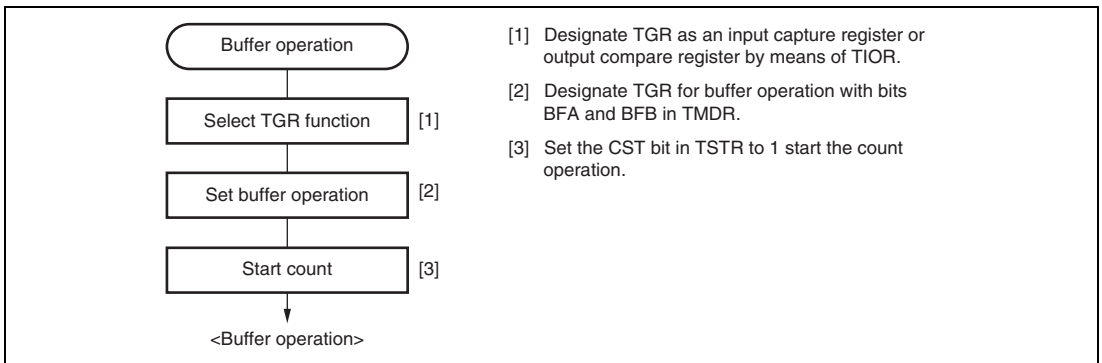 Buffer operation
Select TGR function
[1]
Set buffer operation
[2]
Start count
[3]
<Buffer operation>
[1] Designate TGR as an input capture register or
output compare register by means of TIOR.
[2] Designate TGR for buffer operation with bits
BFA and BFB in TMDR.
[3] Set the CST bit in TSTR to 1 start the count
operation.